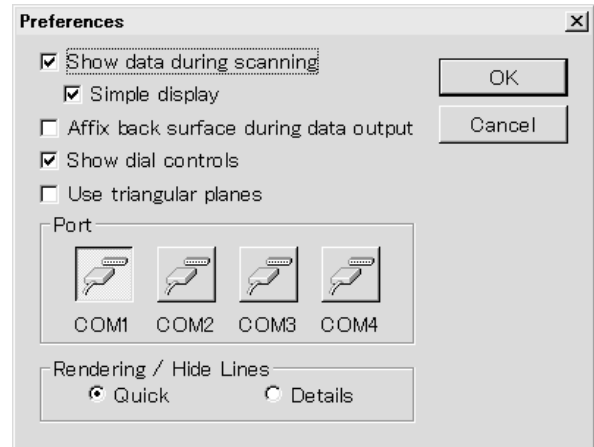 Preferences
Show data during scanning
OK
Simple display
Affix back surface during data output
Cancel
Show dial controls
Use triangular planes
Port
COM1 COM2 COM3 COM4
Rendering / Hide Lines
Quick Details